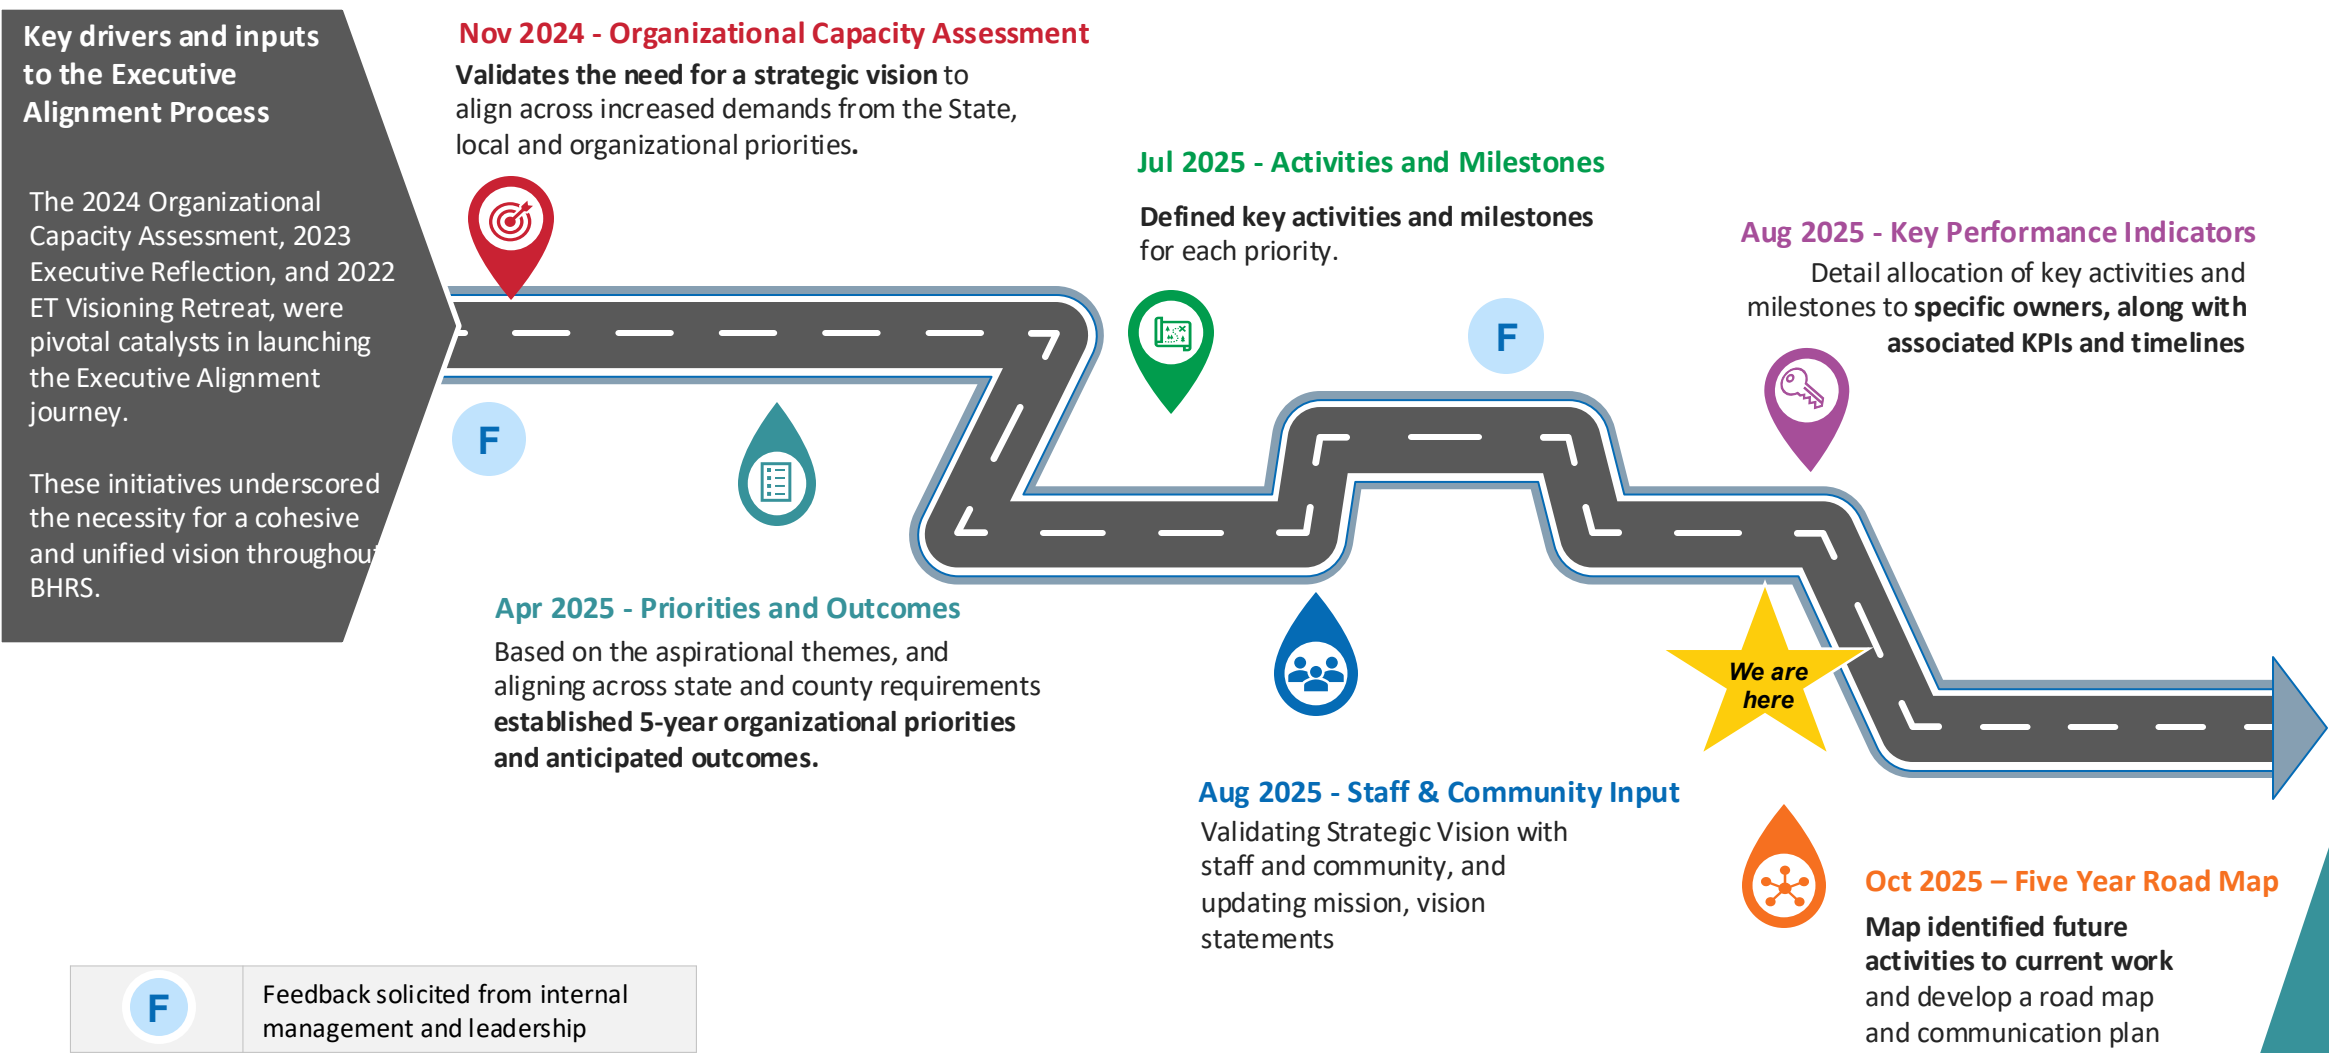 Key drivers and inputs
to the Executive
Alignment Process
The 2024 Organizational
Capacity Assessment, 2023
Executive Reflection, and 2022
ET Visioning Retreat, were
pivotal catalysts in launching
the Executive Alignment
journey.
These initiatives underscored
the necessity for a cohesive
and unified vision throughout
BHRS.
Nov 2024 - Organizational Capacity Assessment
Validates the need for a strategic vision to
align across increased demands from the State,
local and organizational priorities.
F
Apr 2025 - Priorities and Outcomes
Based on the aspirational themes, and
aligning across state and county requirements
established 5-year organizational priorities
and anticipated outcomes.
Jul 2025 - Activities and Milestones
Defined key activities and milestones
for each priority.
F
Aug 2025 - Staff & Community Input
Validating Strategic Vision with
staff and community, and
updating mission, vision
statements
Aug 2025 - Key Performance Indicators
Detail allocation of key activities and
milestones to specific owners, along with
associated KPIs and timelines
We are
here
Oct 2025 – Five Year Road Map
Map identified future
activities to current work
and develop a road map
and communication plan
F
Feedback solicited from internal
management and leadership